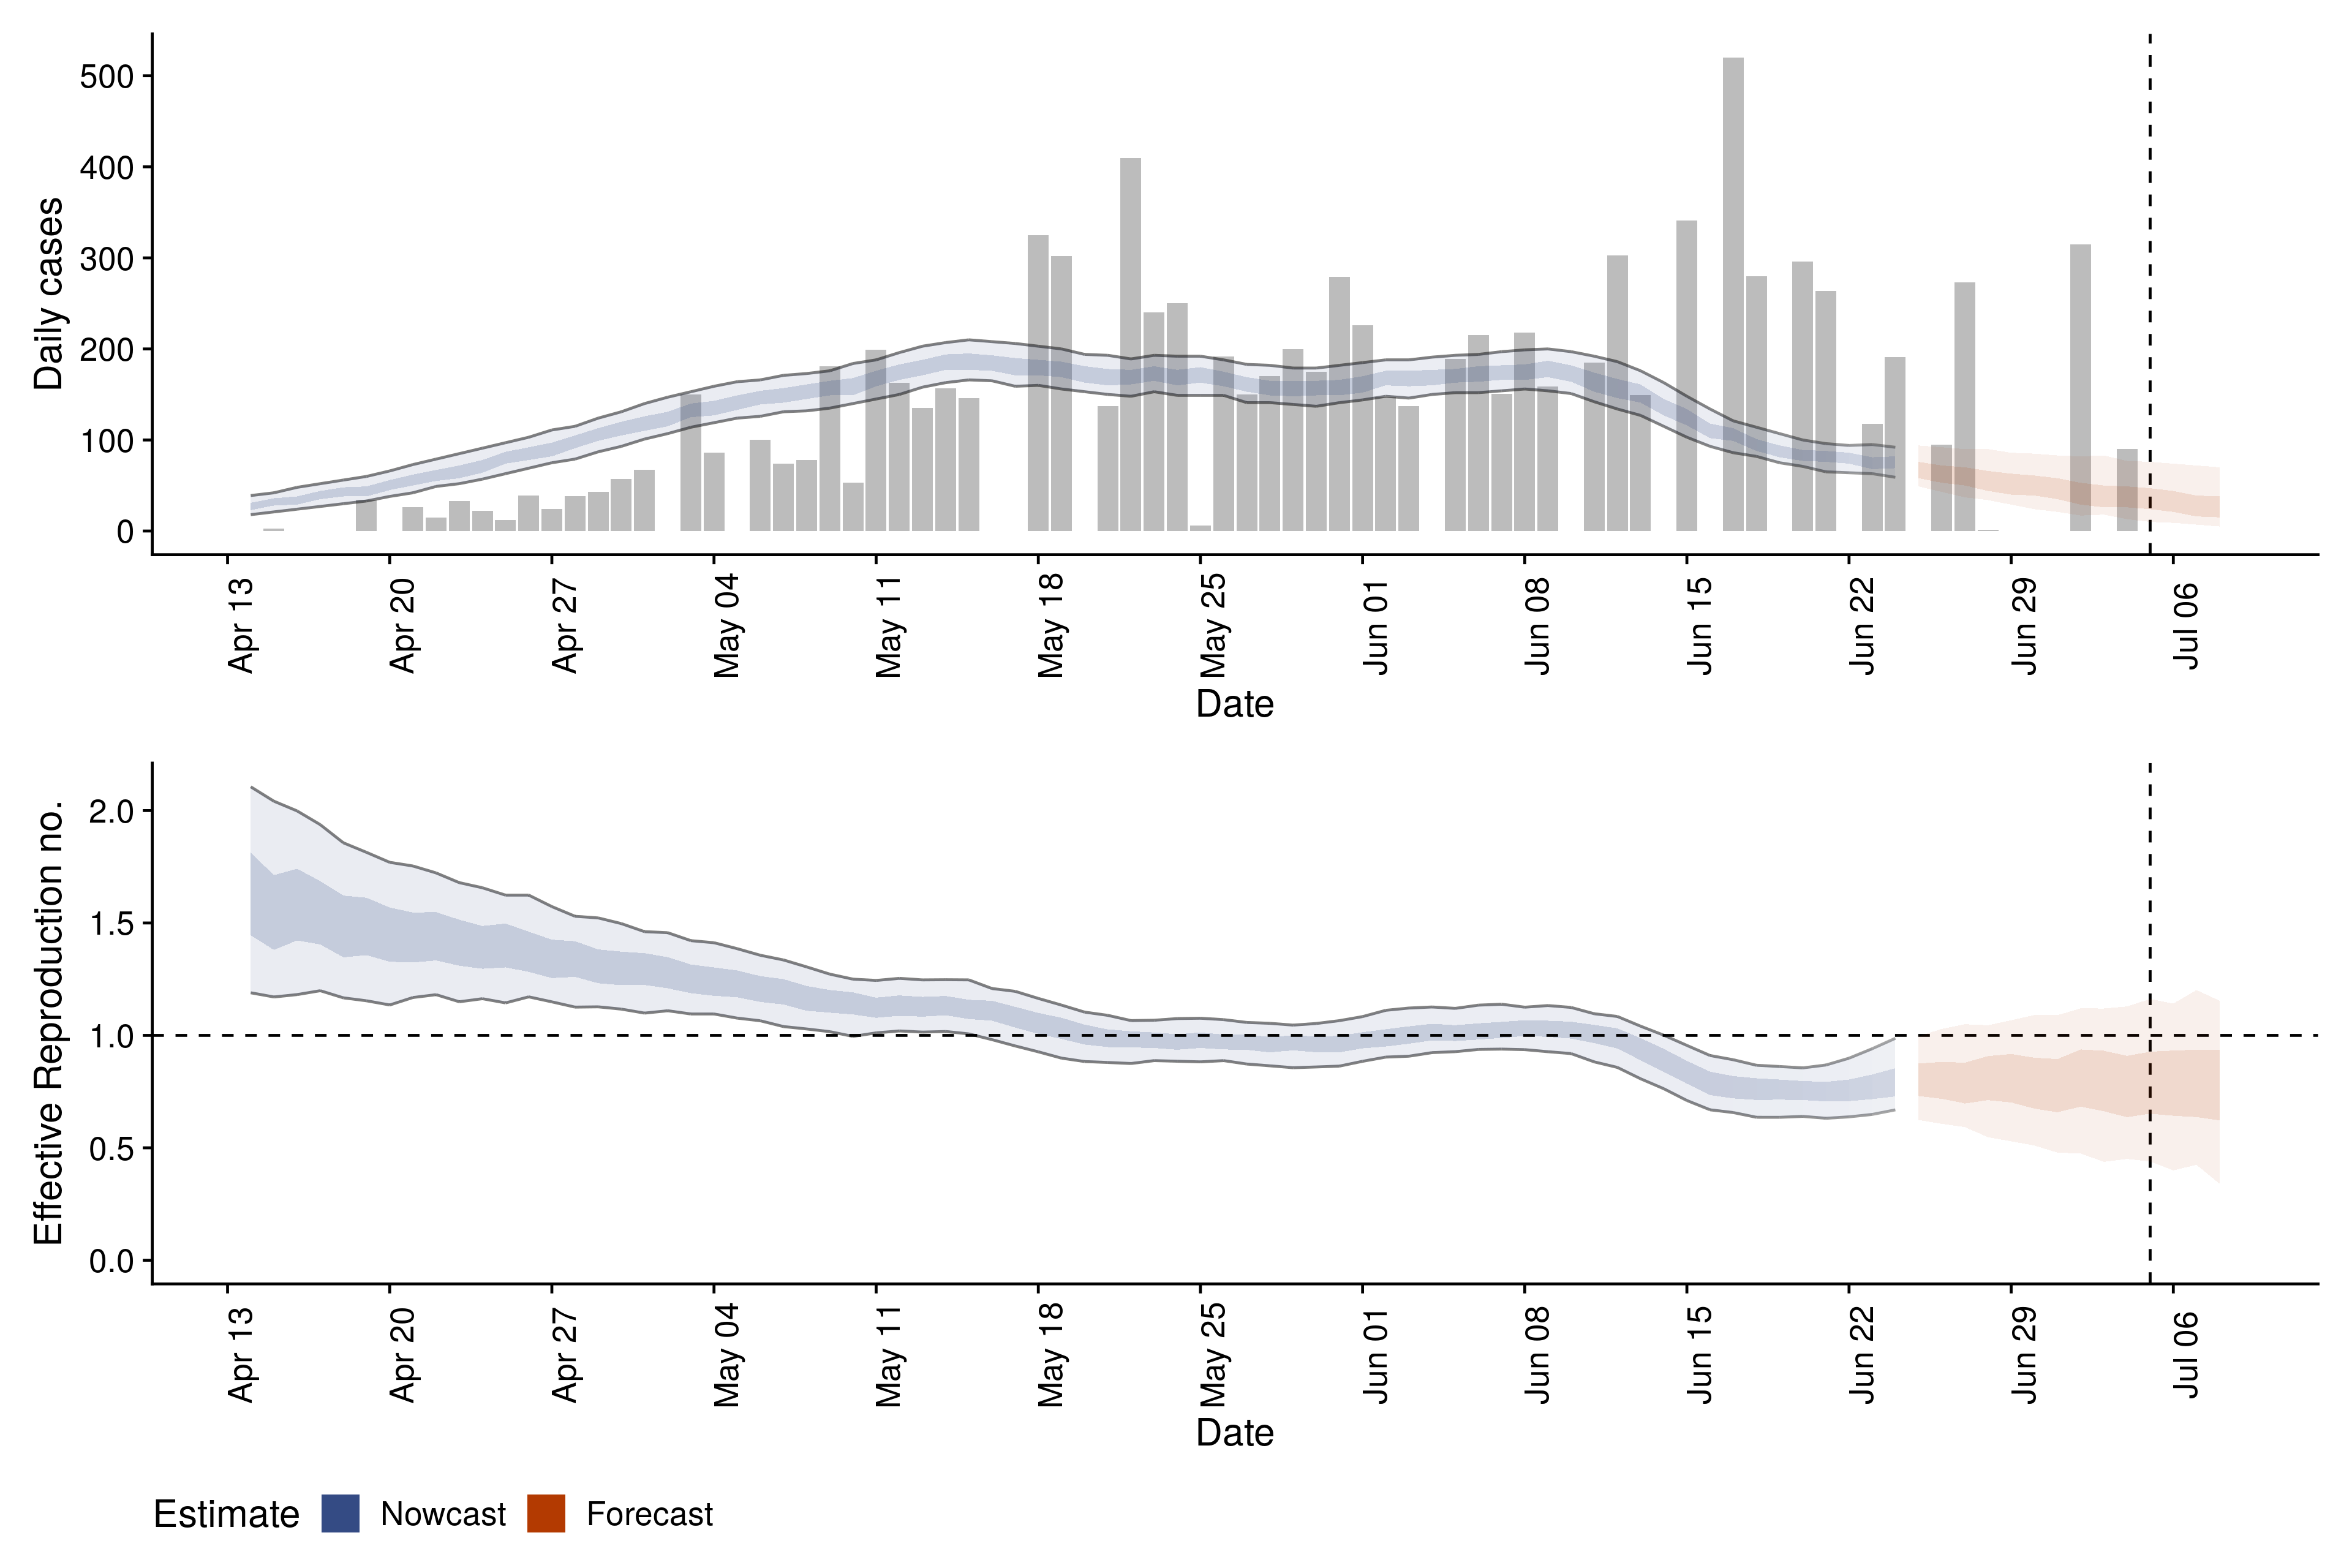 Daily cases
500
400
300
200
100
0
Apr 13
Apr 20
Apr 27
May 04
May 11
May 18
May 25
Jun 01
Jun 08
Jun 15
Jun 22
Jun 29
Jul 06
Date
Effective Reproduction no.
2.0
1.5
1.0
0.5
0.0
Apr 13
Apr 20
Apr 27
May 04
May 11
May 18
May 25
Jun 01
Jun 08
Jun 15
Jun 22
Jun 29
Jul 06
Date
Estimate Nowcast Forecast